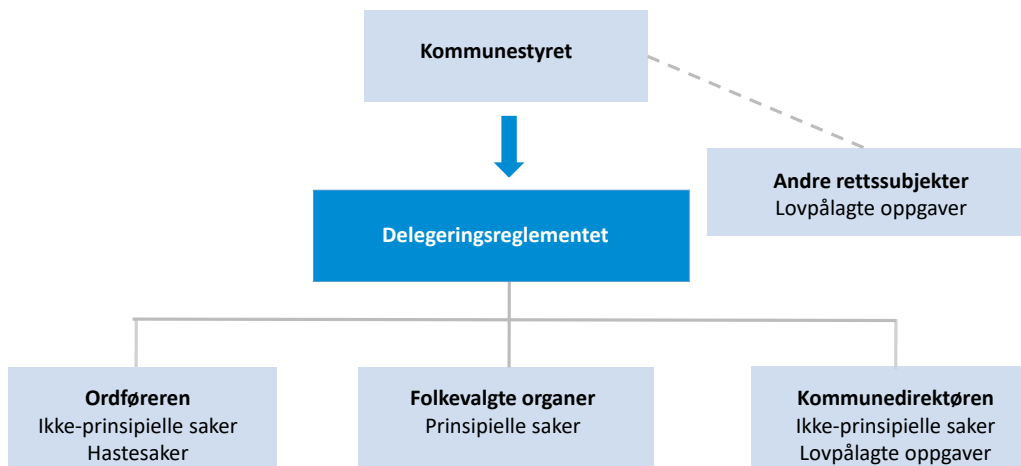 Kommunestyret
Andre rettssubjekter
Lovpålagte oppgaver
Delegeringsreglementet
Ordføreren
Ikke-prinsipielle saker
Hastesaker
Folkevalgte organer
Prinsipielle saker
Kommunedirektøren
Ikke-prinsipielle saker
Lovpålagte oppgaver